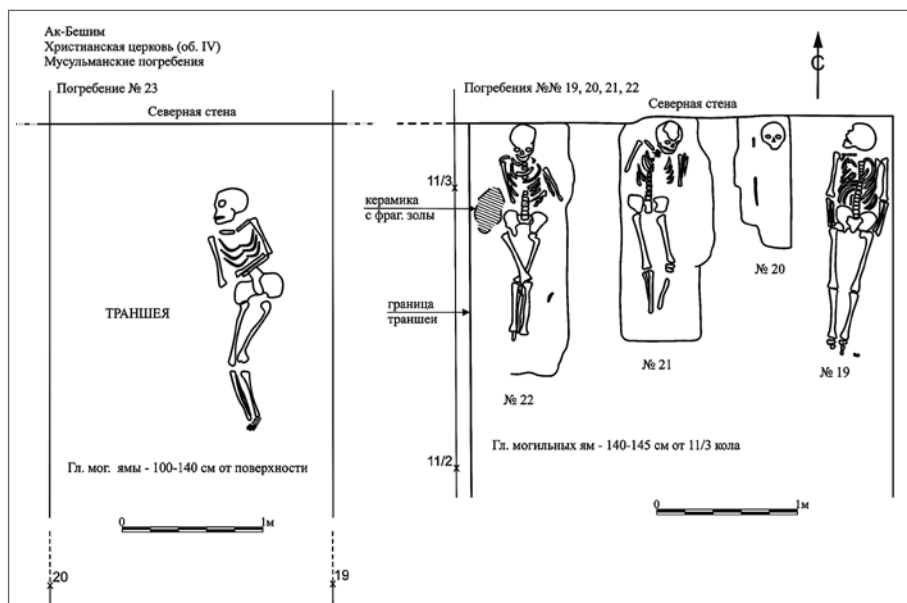 Ак-Бешим
Христианская церковь (об. IV)
Мусульманские погребения
Погребение № 23
Северная стена
ТРАНШЕЯ
Гл. мог. ямы - 100-140 см от поверхности
0 1м
20
19
Погребения №№ 19, 20, 21, 22
Северная стена
С
11/3
керамика
с фраг. золы
граница
траншеи
№ 20
№ 21
№ 19
№ 22
Гл. могильных ям - 140-145 см от 11/3 кола
11/2
0 1м